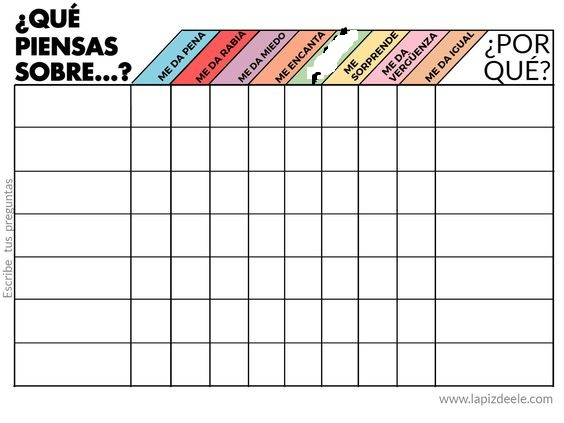 ¿QUÉ
PIENSAS
SOBRE...?
ME DA PENA
ME DA RABIA
ME DA MIEDO
ME ENCANTA
ME
SORPRENDE
ME DA
VERGÜENZA
ME DA IGUAL
¿POR
QUÉ?
Escribe tus preguntas
www.lapizdeele.com